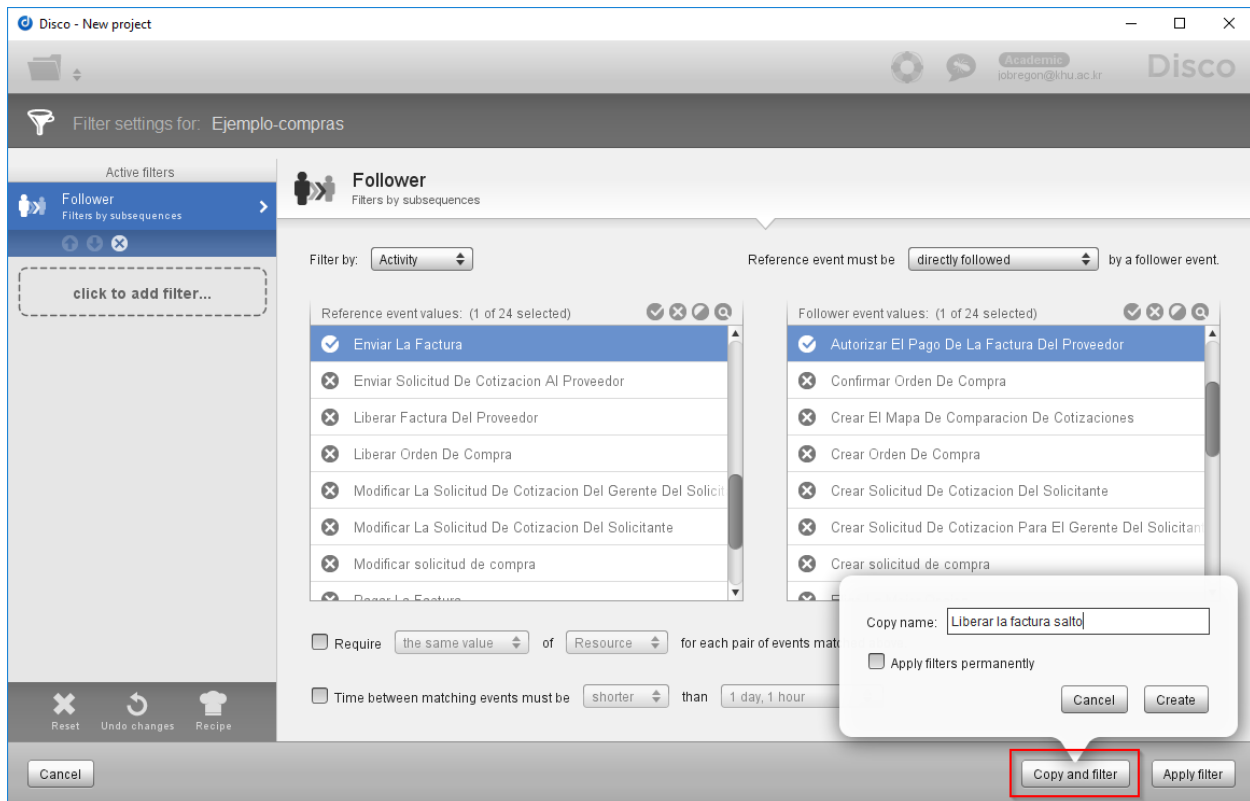 Disco - New project
Academic
jobregon@khu.ac.kr
Disco
Filter settings for: Ejemplo-compras
Active filters
Follower
Filters by subsequences
click to add filter...
Reset Undo changes Recipe
Follower
Filters by subsequences
Filter by: Activity
Reference event must be directly followed by a follower event.
Reference event values: (1 of 24 selected)
Enviar La Factura
Enviar Solicitud De Cotizacion Al Proveedor
Liberar Factura Del Proveedor
Liberar Orden De Compra
Modificar La Solicitud De Cotizacion Del Gerente Del Solicit
Modificar La Solicitud De Cotizacion Del Solicitante
Modificar solicitud de compra
Pagar La Factura
Follower event values: (1 of 24 selected)
Autorizar El Pago De La Factura Del Proveedor
Confirmar Orden De Compra
Crear El Mapa De Comparacion De Cotizaciones
Crear Orden De Compra
Crear Solicitud De Cotizacion Del Solicitante
Crear Solicitud De Cotizacion Para El Gerente Del Solicitan
Crear solicitud de compra
Require the same value of Resource for each pair of events
Time between matching events must be shorter than 1 day, 1 hour
Copy name: Liberar la factura salto
Apply filters permanently
Cancel Create
Cancel
Copy and filter Apply filter